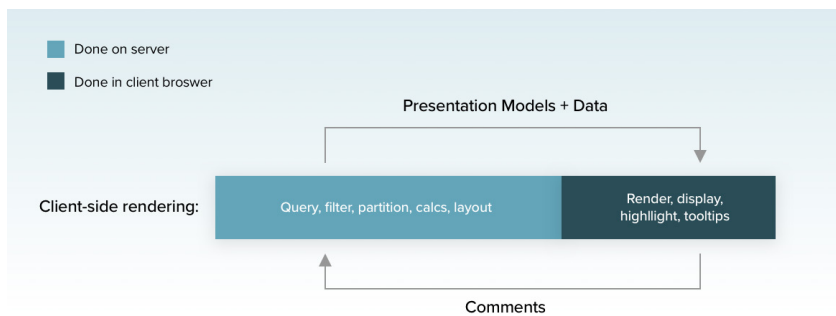 Done on server
Done in client broswer
Presentation Models + Data
Client-side rendering:
Query, filter, partition, calcs, layout
Render, display,
highllight, tooltips
Comments